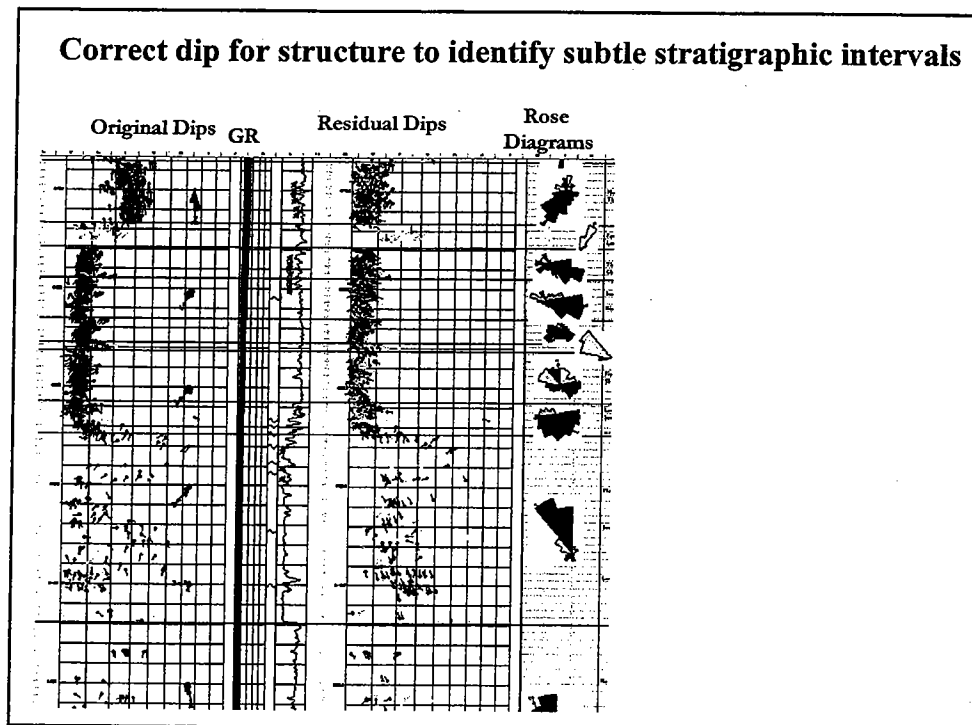 Correct dip for structure to identify subtle stratigraphic intervals
Original Dips
GR
Residual Dips
Rose
Diagrams